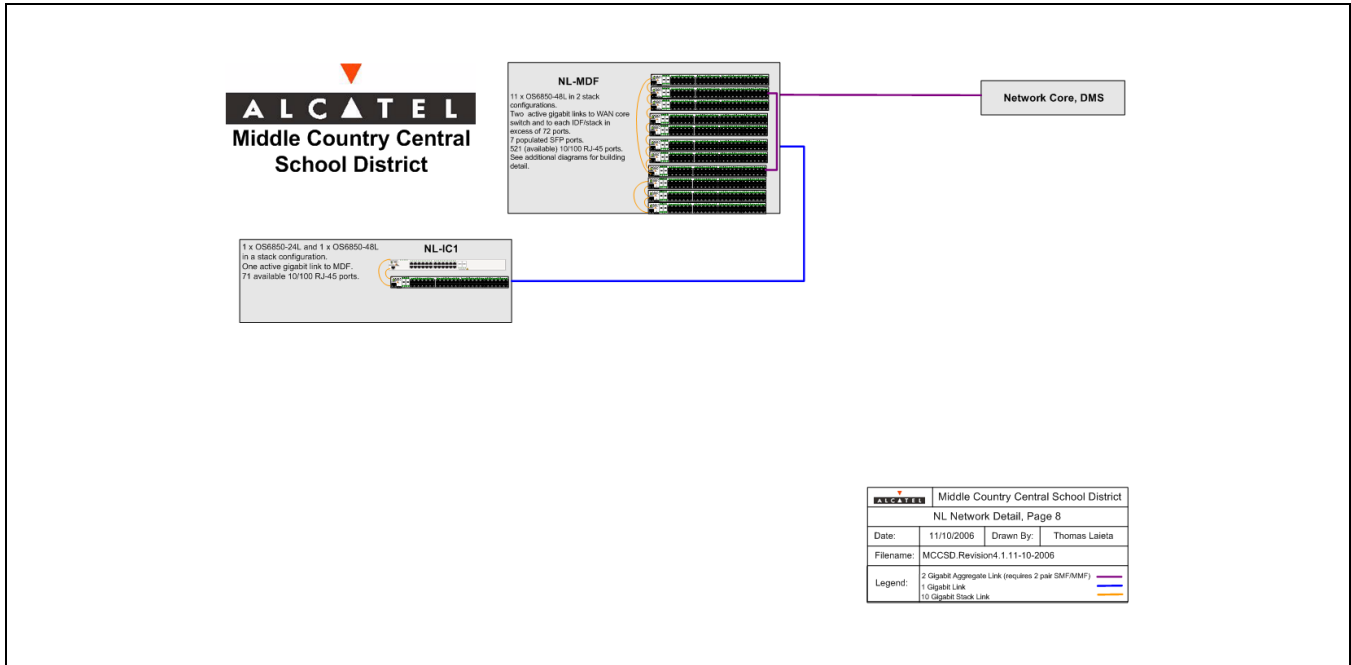 ALCATEL
Middle Country Central
School District
NL-MDF
11 x OS6850-48L in 2 stack
configurations.
Two active gigabit links to WAN core
switch and to each IDF/stack in
excess of 72 ports.
7 populated SFP ports.
521 (available) 10/100 RJ-45 ports.
See additional diagrams for building
detail.
Network Core, DMS
1 x OS6850-24L and 1 x OS6850-48L
in a stack configuration.
One active gigabit link to MDF.
71 available 10/100 RJ-45 ports.
NL-IC1
ALCATEL Middle Country Central School District
NL Network Detail, Page 8
Date: 11/10/2006 Drawn By: Thomas Laieta
Filename: MCCSD.Revision4.1.11-10-2006
Legend:
2 Gigabit Aggregate Link (requires 2 pair SMF/MMF)
1 Gigabit Link
10 Gigabit Stack Link